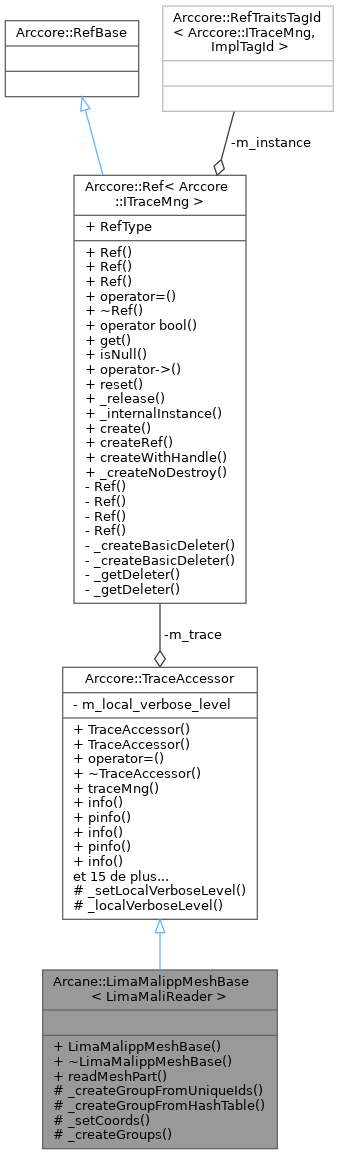 Arccore::RefBase
Arccore::RefTraitsTagId
< Arccore::ITraceMng,
ImplTagId >
-m_instance
Arccore::Ref< Arccore
::ITraceMng >
+ RefType
+ Ref()
+ Ref()
+ Ref()
+ operator=()
+ ~Ref()
+ operator bool()
+ get()
+ isNull()
+ operator->()
+ reset()
+ _release()
+ _internalInstance()
+ create()
+ createRef()
+ createWithHandle()
+ _createNoDestroy()
- Ref()
- Ref()
- Ref()
- Ref()
- _createBasicDeleter()
- _createBasicDeleter()
- _getDeleter()
- _getDeleter()
-m_trace
Arccore::TraceAccessor
- m_local_verbose_level
+ TraceAccessor()
+ TraceAccessor()
+ operator=()
+ ~TraceAccessor()
+ traceMng()
+ info()
+ pinfo()
+ info()
+ pinfo()
+ info()
et 15 de plus...
# _setLocalVerboseLevel()
# _localVerboseLevel()
Arcane::LimaMalippMeshBase
< LimaMaliReader >
+ LimaMalippMeshBase()
+ ~LimaMalippMeshBase()
+ readMeshPart()
# _createGroupFromUniqueIds()
# _createGroupFromHashTable()
# _setCoords()
# _createGroups()